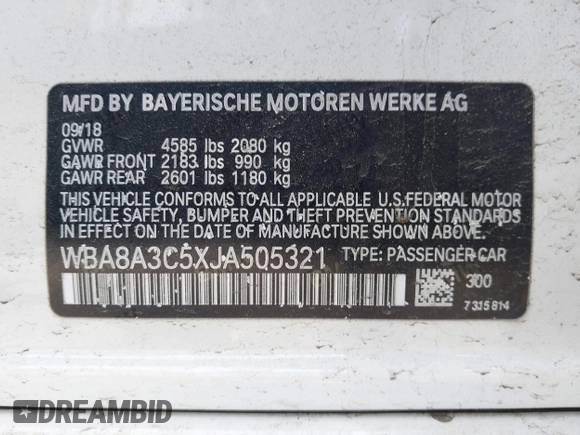 MFD BY BAYERISCHE MOTOREN WERKE AG
09/18
GVWR 4585 lbs 2080 kg
GAWR FRONT 2183 lbs 990 kg
GAWR REAR 2601 lbs 1180 kg
THIS VEHICLE CONFORMS TO ALL APPLICABLE U.S.FEDERAL MOTOR
VEHICLE SAFETY, BUMPER AND THEFT PREVENTION STANDARDS
IN EFFECT ON THE DATE OF MANUFACTURE SHOWN ABOVE.
WBA8A3C5XJA505321 TYPE: PASSENGER CAR
300
7315814
DREAMBID